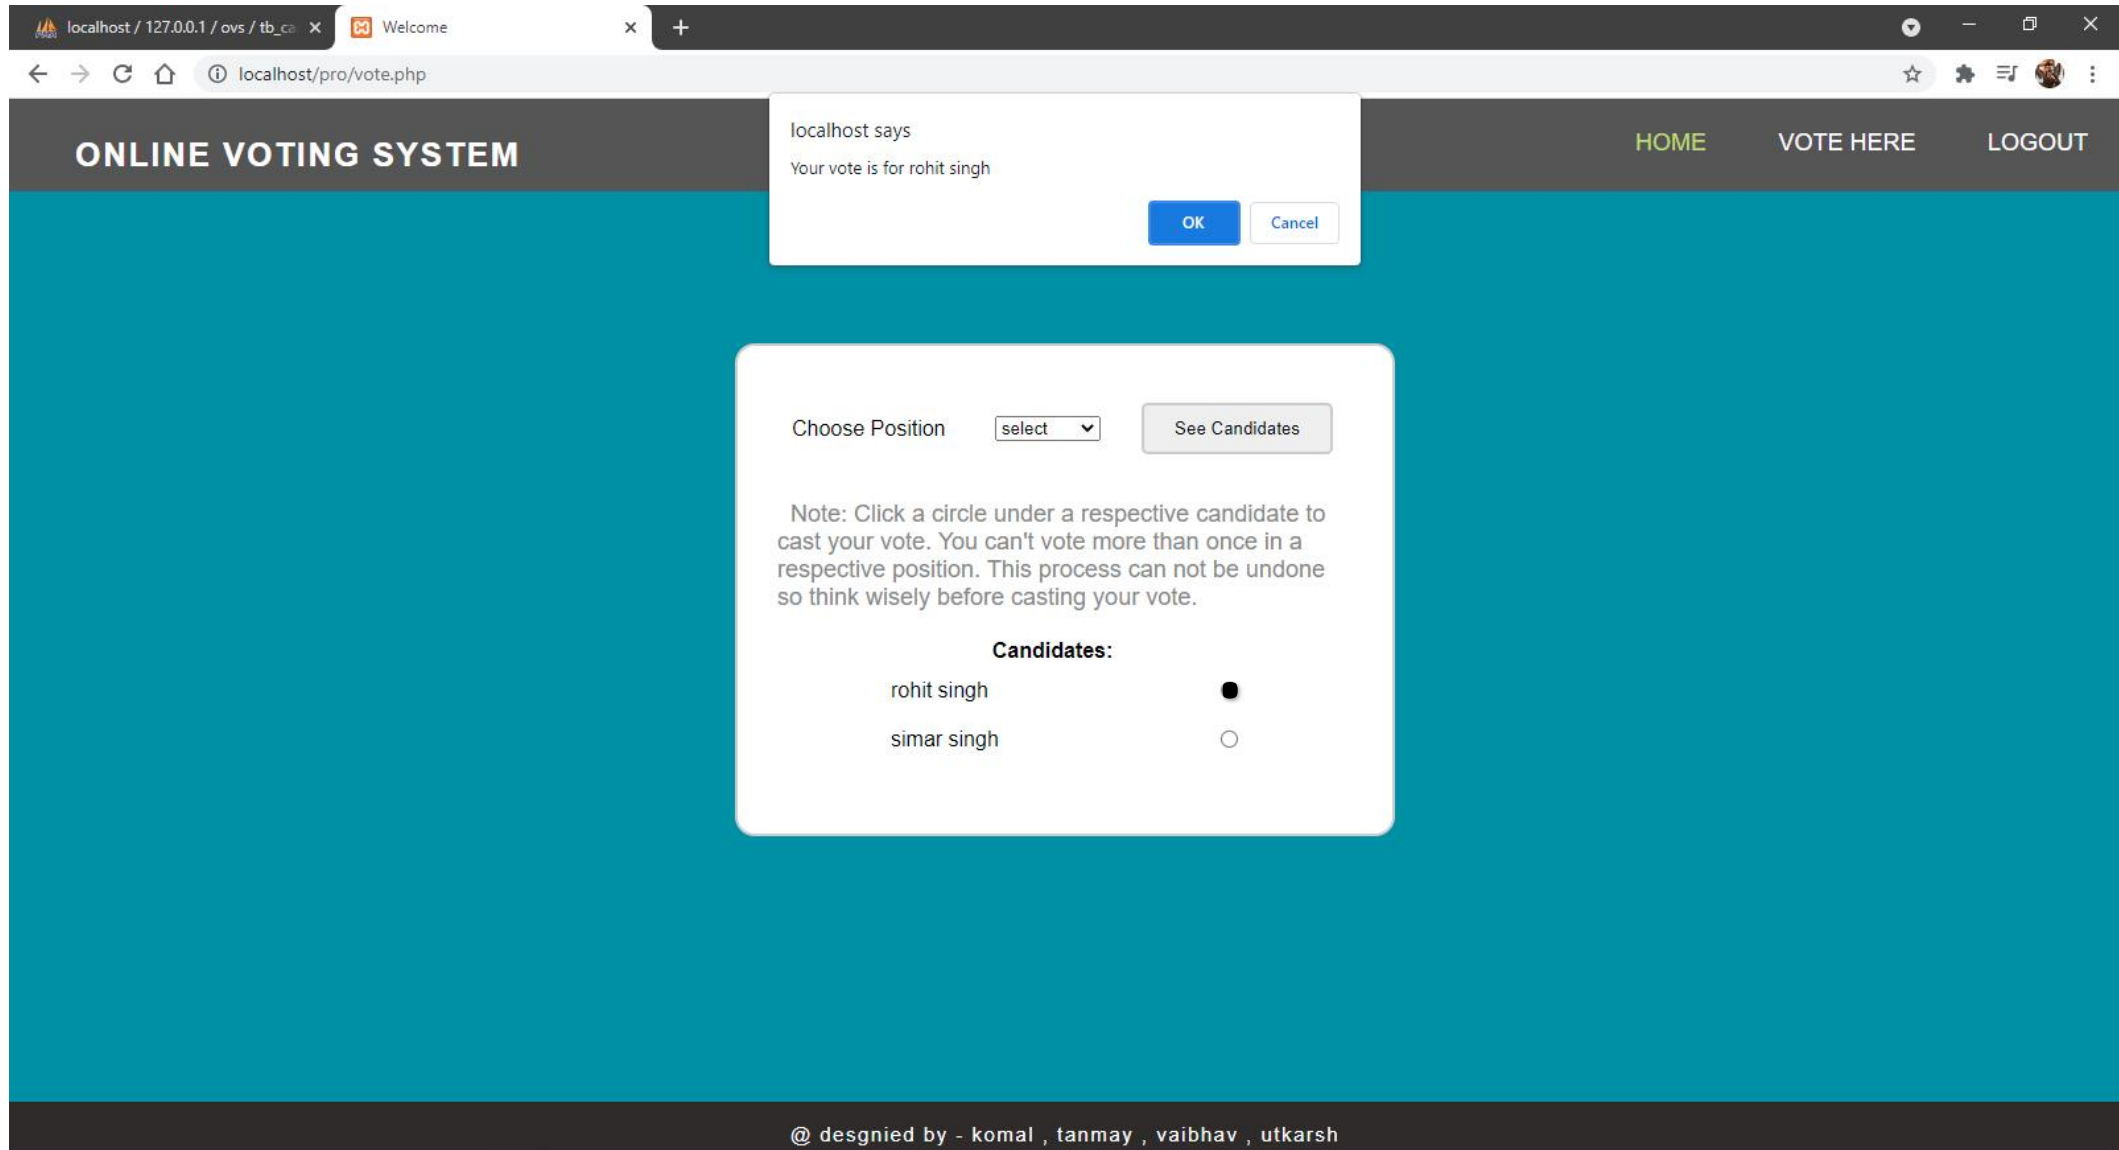 localhost / 127.0.0.1 / ovs / tb_ca
Welcome
localhost/pro/vote.php
ONLINE VOTING SYSTEM
HOME VOTE HERE LOGOUT
localhost says
Your vote is for rohit singh
OK Cancel
Choose Position select See Candidates
Note: Click a circle under a respective candidate to
cast your vote. You can't vote more than once in a
respective position. This process can not be undone
so think wisely before casting your vote.
Candidates:
rohit singh
simar singh
@ desgnied by - komal , tanmay , vaibhav , utkarsh